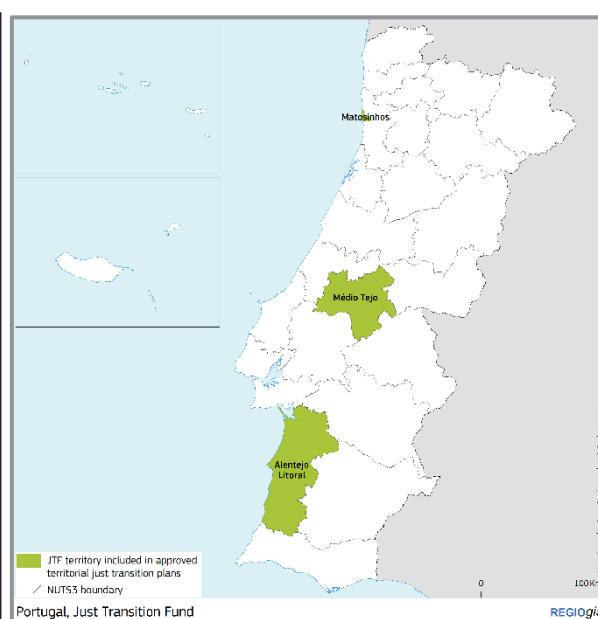 Matosinhos
Médio Tejo
Alentejo
Litoral
JTF territory included in approved
territorial just transition plans
NUTS3 boundary
0
Portugal, Just Transition Fund